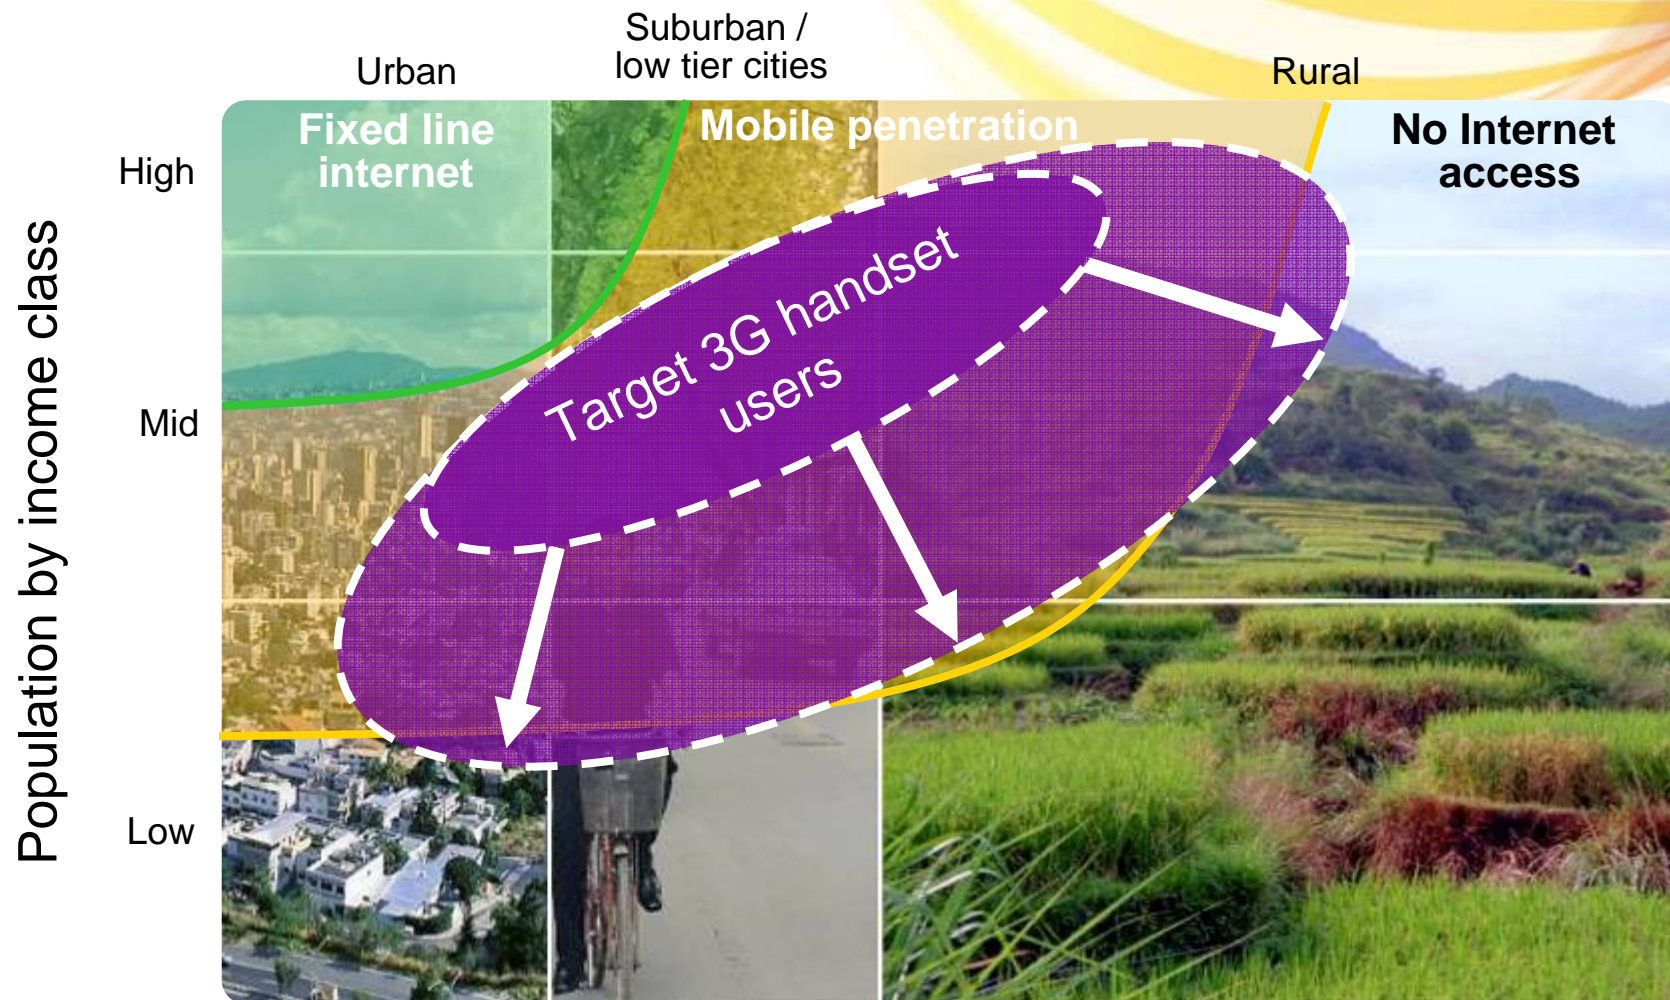 Suburban /
low tier cities
Urban
Rural
Fixed line
internet
Mobile penetration
No Internet
access
High
Mid
Low
Population by income class
Target 3G handset
users